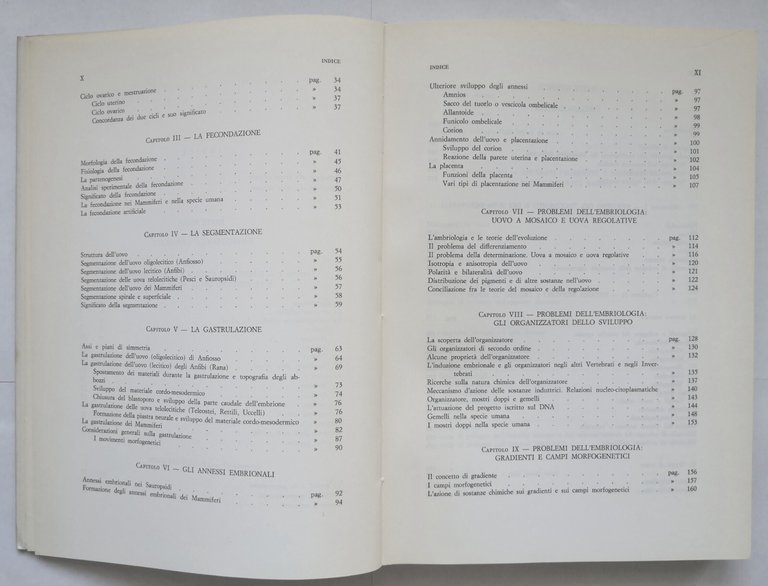 X
INDICE
Ciclo ovarico e mestruazione pag. 34
Ciclo uterino » 34
Ciclo ovarico » 37
Concordanza dei due cicli e suo significato » 37
Capitolo III — LA FECONDAZIONE
Morfologia della fecondazione pag. 41
Fisiologia della fecondazione » 45
La partenogenesi » 46
Analisi sperimentale della fecondazione » 47
Significato della fecondazione » 50
La fecondazione nei Mammiferi e nella specie umana » 51
La fecondazione artificiale » 53
Capitolo IV — LA SEGMENTAZIONE
Struttura dell'uovo pag. 54
Segmentazione dell'uovo oligolecitico (Anfiosso) » 55
Segmentazione dell'uovo lecitico (Anfibi) » 56
Segmentazione delle uova telolecitiche (Pesci e Sauropsidi) » 56
Segmentazione dell'uovo dei Mammiferi » 57
Segmentazione spirale e superficiale » 58
Significato della segmentazione » 59
Capitolo V — LA GASTRULAZIONE
Assi e piani di simmetria pag. 63
La gastrulazione dell'uovo (oligolecitico) di Anfiosso » 64
La gastrulazione dell'uovo (lecitico) degli Anfibi (Rana) » 69
Spostamento dei materiali durante la gastrulazione e topografia degli abbozzi » 73
Sviluppo del materiale cordo-mesodermico » 74
Chiusura del blastoporo e sviluppo della parte caudale dell'embrione » 76
La gastrulazione delle uova telolecitiche (Teleostei, Rettili, Uccelli) » 76
Formazione della piastra neurale e sviluppo del materiale cordo-mesodermico » 80
La gastrulazione dei Mammiferi » 82
Considerazioni generali sulla gastrulazione » 87
I movimenti morfogenetici » 90
Capitolo VI — GLI ANNESSI EMBRIONALI
Annessi embrionali nei Sauropsidi pag. 92
Formazione degli annessi embrionali dei Mammiferi » 94
INDICE
XI
Ulteriore sviluppo degli annessi pag. 97
Amnios » 97
Sacco del tuorlo o vescicola ombelicale » 97
Allantoide » 98
Funicolo ombelicale » 99
Corion » 99
Annidamento dell'uovo e placentazione » 100
Sviluppo del corion » 101
Reazione della parete uterina e placentazione » 102
La placenta » 104
Funzioni della placenta » 105
Vari tipi di placentazione nei Mammiferi » 107
Capitolo VII — PROBLEMI DELL'EMBRIOLOGIA:
UOVO A MOSAICO E UOVA REGOLATIVE
L'ambriologia e le teorie dell'evoluzione pag. 112
Il problema del differenziamento » 114
Il problema della determinazione. Uova a mosaico e uova regolative » 116
Isotropia e anisotropia dell'uovo » 120
Polarità e bilateralità dell'uovo » 121
Distribuzione dei pigmenti e di altre sostanze nell'uovo » 122
Conciliazione fra le teorie del mosaico e della rego'azione » 124
Capitolo VIII — PROBLEMI DELL'EMBRIOLOGIA:
GLI ORGANIZZATORI DELLO SVILUPPO
La scoperta dell'organizzatore pag. 128
Gli organizzatori di second ordine » 130
Alcune proprietà dell'organizzatore » 132
L'induzione embrionale e gli organizzatori negli altri Vertebrati e negli Invertebrati » 135
Ricerche sulla natura chimica dell'organizzatore » 137
Meccanismo d'azione delle sostanze induttrici. Relazioni nucleo-citoplasmatiche » 140
Organizzatore, mostri doppi e gemelli » 143
L'attuazione del progetto iscritto sul DNA » 144
Gemelli nella specie umana » 148
I mostri doppi nella specie umana » 153
Capitolo IX — PROBLEMI DELL'EMBRIOLOGIA:
GRADIENTI E CAMPI MORFOGENETICI
Il concetto di gradiente pag. 156
I campi morfogenetici » 157
L'azione di sostanze chimiche sui gradienti e sui campi morfogenetici » 160